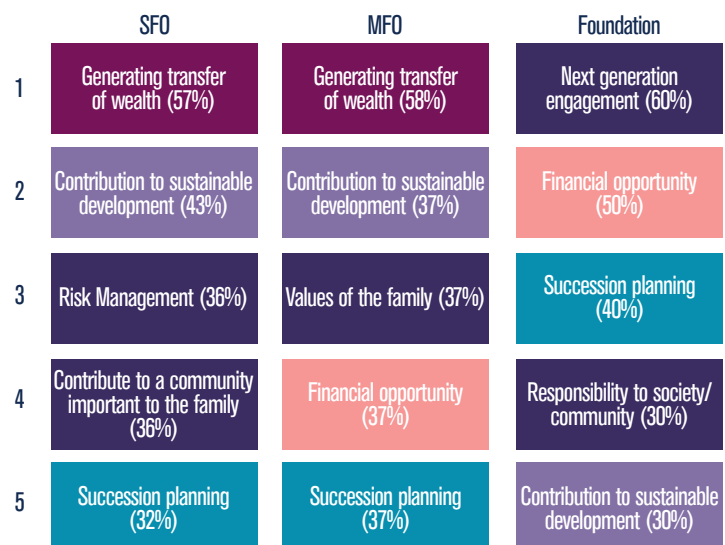 SFO
MFO
Foundation
1
Generating transfer
of wealth (57%)
Generating transfer
of wealth (58%)
Next generation
engagement (60%)
2
Contribution to sustainable
development (43%)
Contribution to sustainable
development (37%)
Financial opportunity
(50%)
3
Risk Management (36%)
Values of the family (37%)
Succession planning
(40%)
4
Contribute to a community
important to the family
(36%)
Financial opportunity
(37%)
Responsibility to society/
community (30%)
5
Succession planning
(32%)
Succession planning
(37%)
Contribution to sustainable
development (30%)